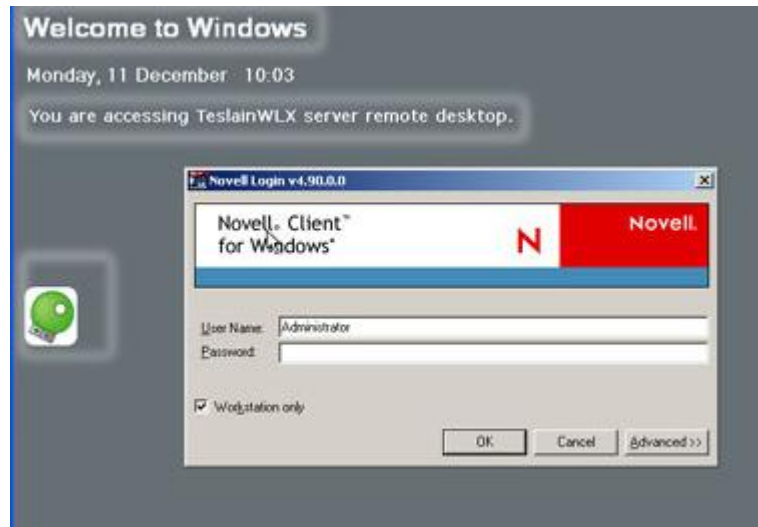 Welcome to Windows
Monday, 11 December 10:03
You are accessing TeslainWLX server remote desktop.
Novell Login v4.90.0.0
Novell. Client™
for Windows*
N
Novell.
User Name:
Administrator
Password:
Workstation only
OK
Cancel
Advanced >>